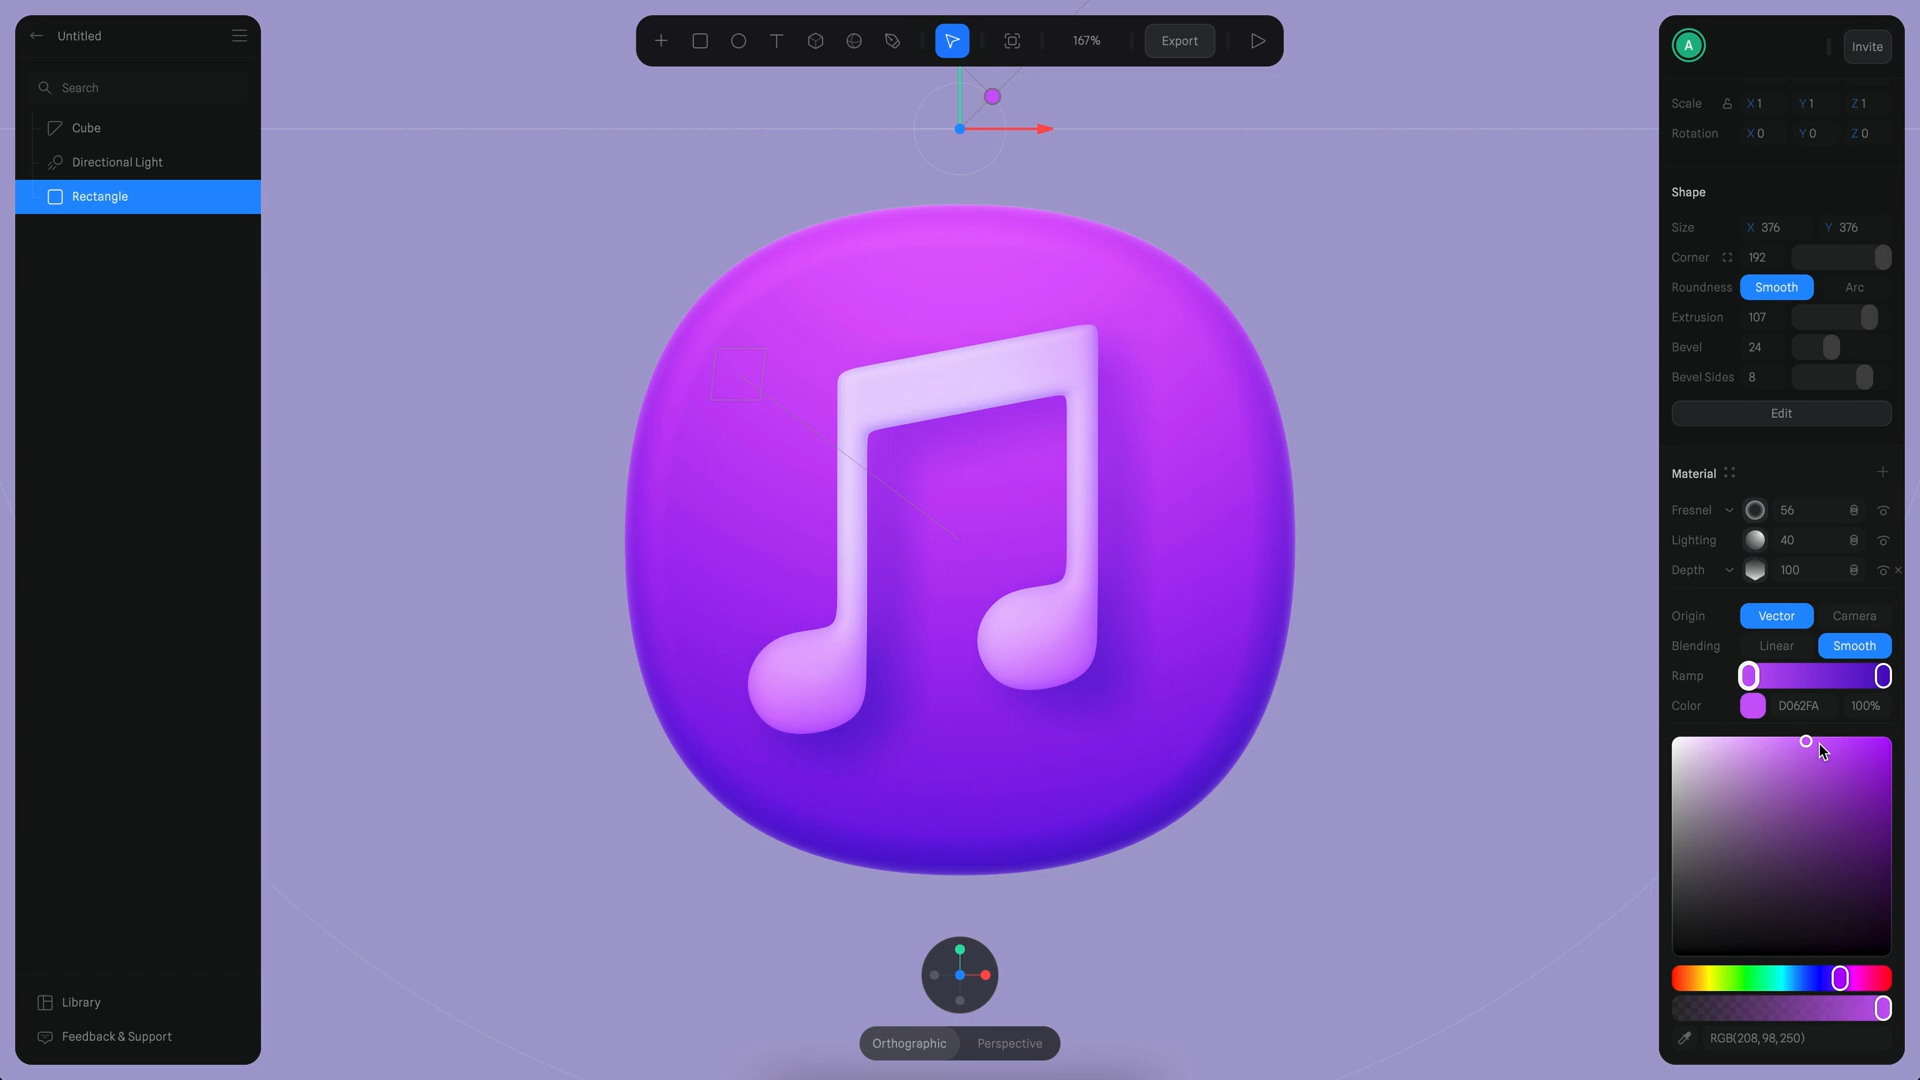 Untitled
Search
Cube
Directional Light
Rectangle
Library
Feedback & Support
T
167%
Export
Orthographic
Perspective
A
Invite
Scale X 1 Y 1 Z 1
Rotation X 0 Y 0 Z 0
Shape
Size X 376 Y 376
Corner 192
Roundness Smooth Arc
Extrusion 107
Bevel 24
Bevel Sides 8
Edit
Material
Fresnel 56
Lighting 40
Depth 100
Origin Vector Camera
Blending Linear Smooth
Ramp
Color D062FA 100%
RGB(208, 98, 250)